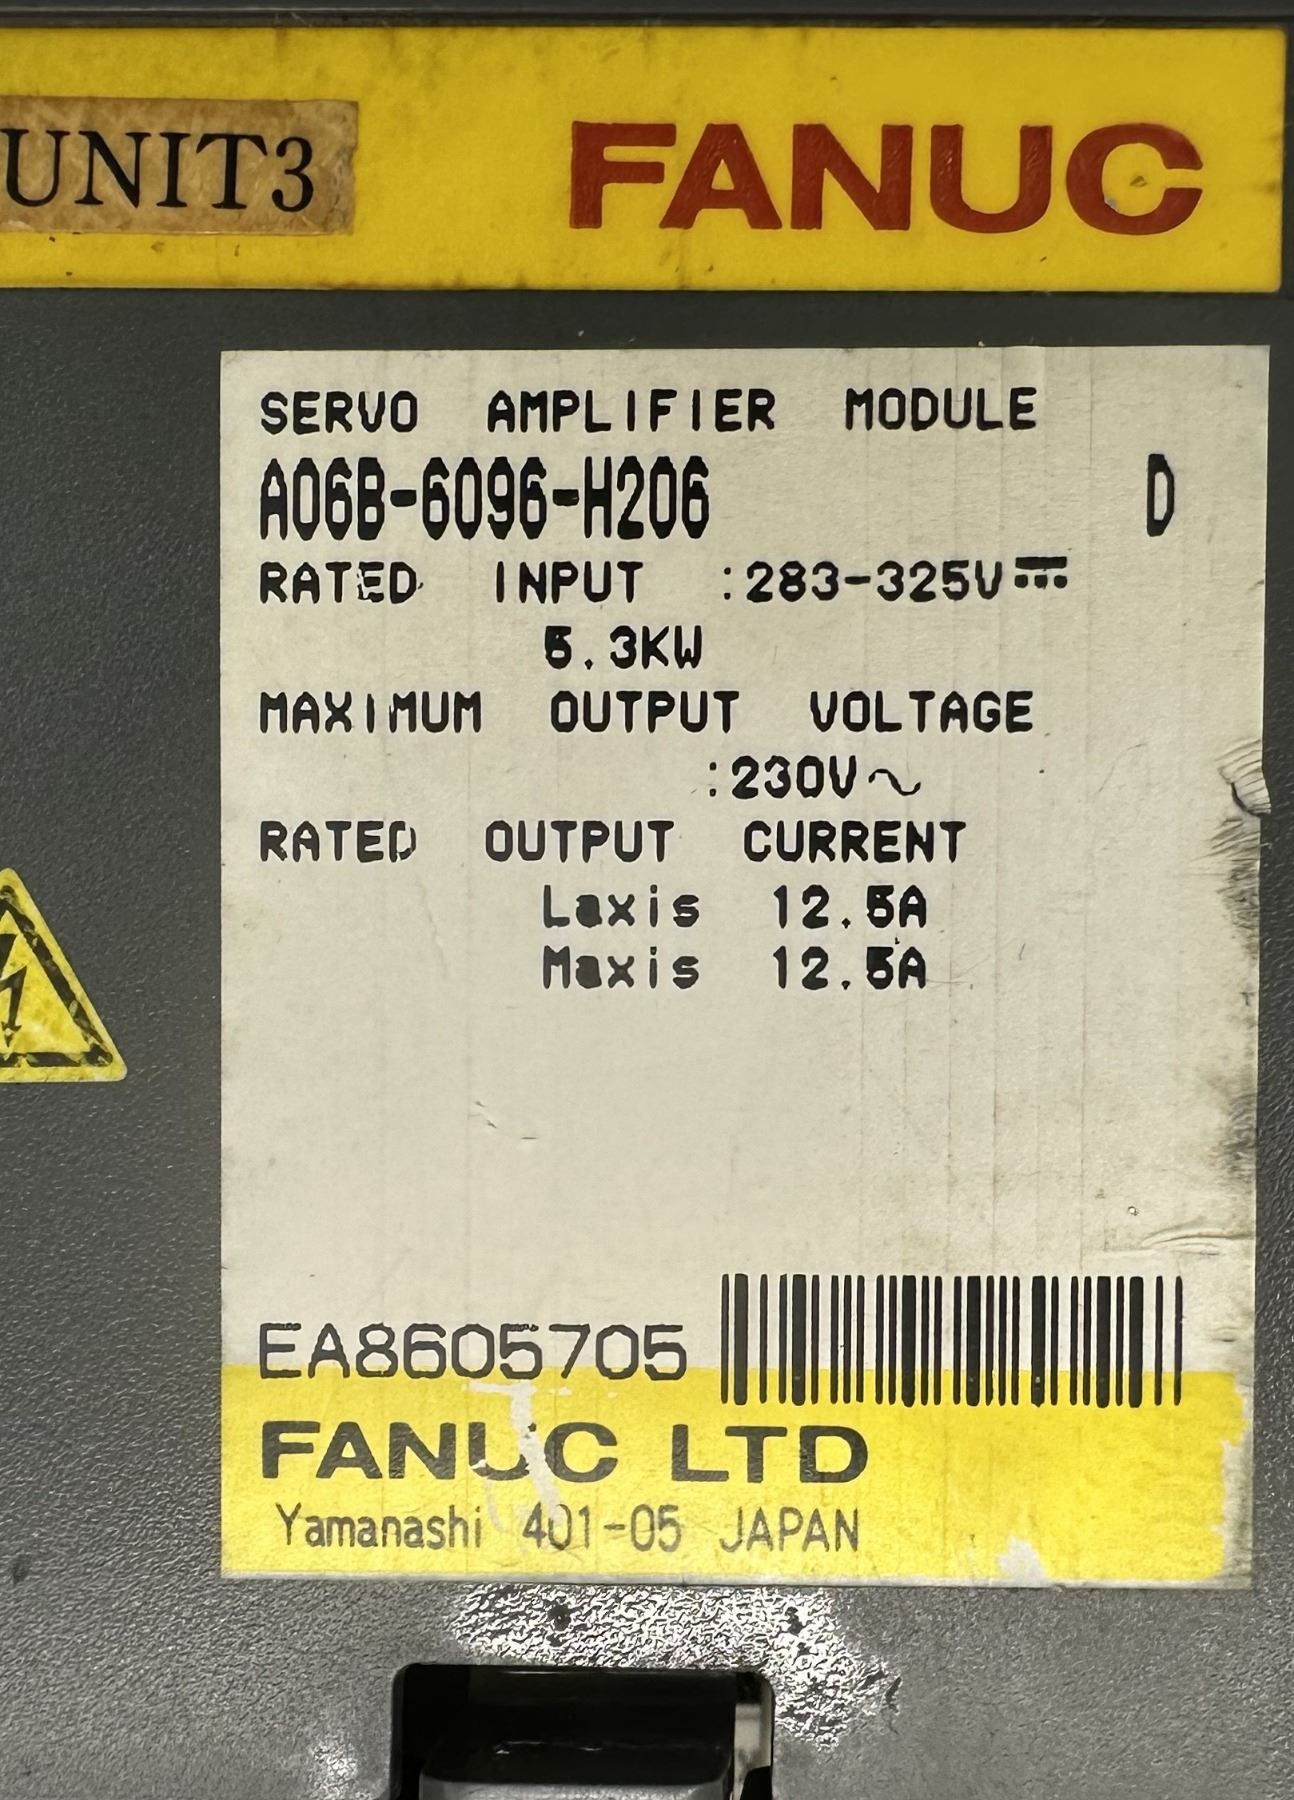 UNIT3 FANUC
SERVO AMPLIFIER MODULE
A06B-6096-H206 D
RATED INPUT :283-325V⎓
5.3KW
MAXIMUM OUTPUT VOLTAGE
:230V～
RATED OUTPUT CURRENT
Laxis 12.5A
Maxis 12.5A
EA8605705
FANUC LTD
Yamanashi 401-05 JAPAN